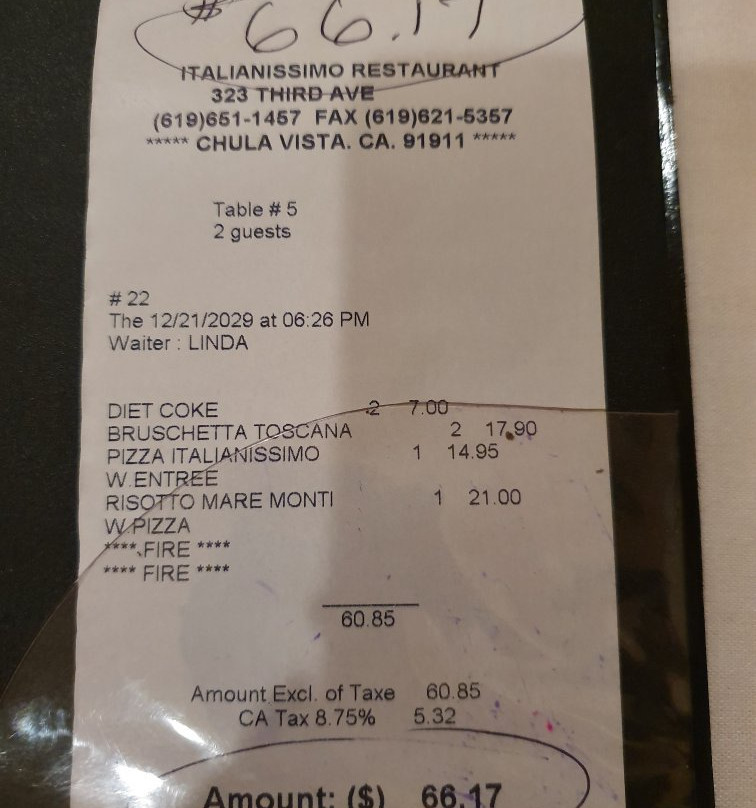 $66.17
ITALIANISSIMO RESTAURANT
323 THIRD AVE
(619)651-1457 FAX (619)621-5357
***** CHULA VISTA. CA. 91911 *****
Table # 5
2 guests
# 22
The 12/21/2029 at 06:26 PM
Waiter : LINDA
DIET COKE 2 7.00
BRUSCHETTA TOSCANA 2 17.90
PIZZA ITALIANISSIMO 1 14.95
W.ENTREE
RISOTTO MARE MONTI 1 21.00
W.PIZZA
**** FIRE ****
**** FIRE ****
60.85
Amount Excl. of Taxe 60.85
CA Tax 8.75% 5.32
Amount: ($) 66.17